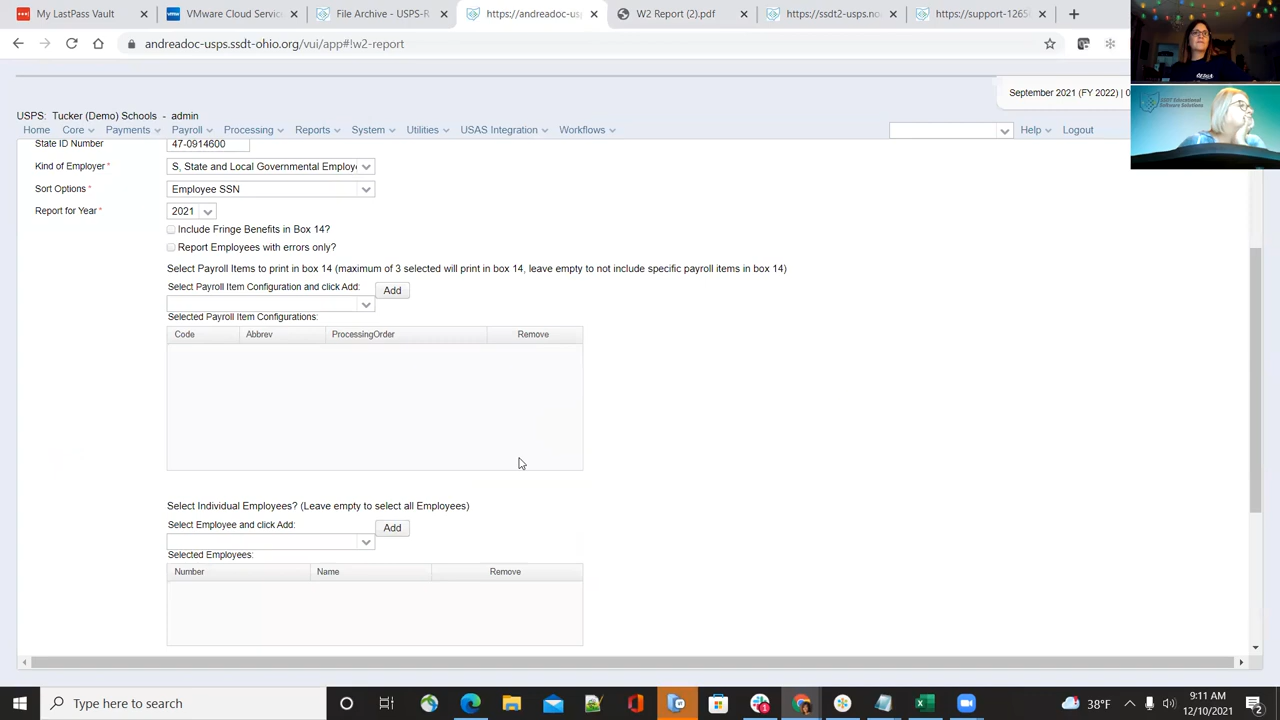 MyLastPass Vault
VMware Cloud Servic
File Archive - USPS-R
https://andreadoc-usp
W2 Report (2).pdf
https://ssdt2-usps.no
https://support-1265
andreadoc-usps.ssdt-ohio.org/vui/app#!w2-report
September 2021 (FY 2022) | 0
USPS. Tucker (Demo) Schools - admin
Home Core Payments Payroll Processing Reports System Utilities USAS Integration Workflows Help Logout
State ID Number 47-0914600
Kind of Employer * S, State and Local Governmental Employe
Sort Options * Employee SSN
Report for Year * 2021
Include Fringe Benefits in Box 14?
Report Employees with errors only?
Select Payroll Items to print in box 14 (maximum of 3 selected will print in box 14, leave empty to not include specific payroll items in box 14)
Select Payroll Item Configuration and click Add: Add
Selected Payroll Item Configurations:
Code Abbrev ProcessingOrder Remove
Select Individual Employees? (Leave empty to select all Employees)
Select Employee and click Add: Add
Selected Employees:
Number Name Remove
Type here to search
38°F
9:11 AM
12/10/2021
2